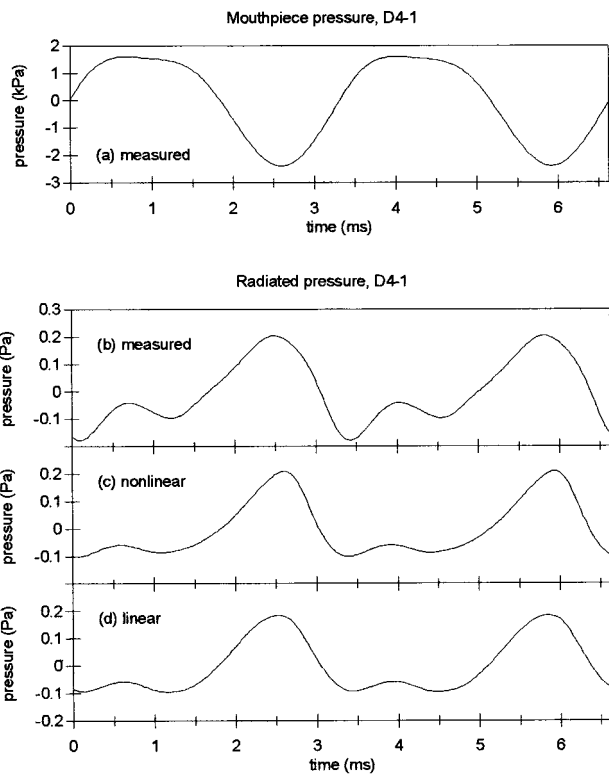 Mouthpiece pressure, D4-1
2
1
0
-1
-2
-3
pressure (kPa)
(a) measured
0 1 2 3 4 5 6
time (ms)
Radiated pressure, D4-1
0.3
0.2
0.1
0
-0.1
pressure (Pa)
(b) measured
0.2
0.1
0
-0.1
pressure (Pa)
(c) nonlinear
0.2
0.1
0
-0.1
-0.2
pressure (Pa)
(d) linear
0 1 2 3 4 5 6
time (ms)